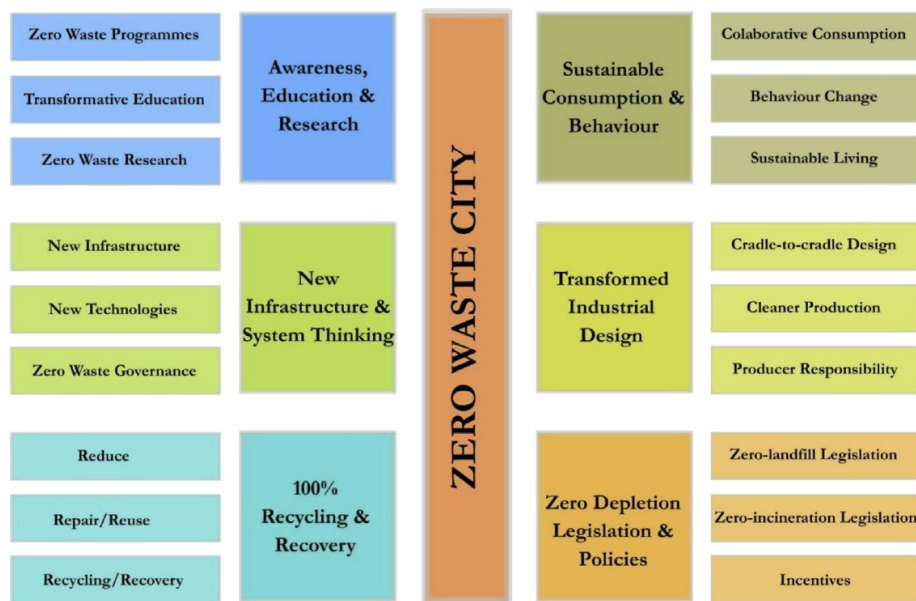 Zero Waste Programmes
Transformative Education
Zero Waste Research
Awareness,
Education &
Research
New Infrastructure
New Technologies
Zero Waste Governance
New
Infrastructure &
System Thinking
Reduce
Repair/Reuse
Recycling/Recovery
100%
Recycling &
Recovery
ZERO WASTE CITY
Sustainable
Consumption &
Behaviour
Colaborative Consumption
Behaviour Change
Sustainable Living
Transformed
Industrial
Design
Cradle-to-cradle Design
Cleaner Production
Producer Responsibility
Zero Depletion
Legislation &
Policies
Zero-landfill Legislation
Zero-incineration Legislation
Incentives